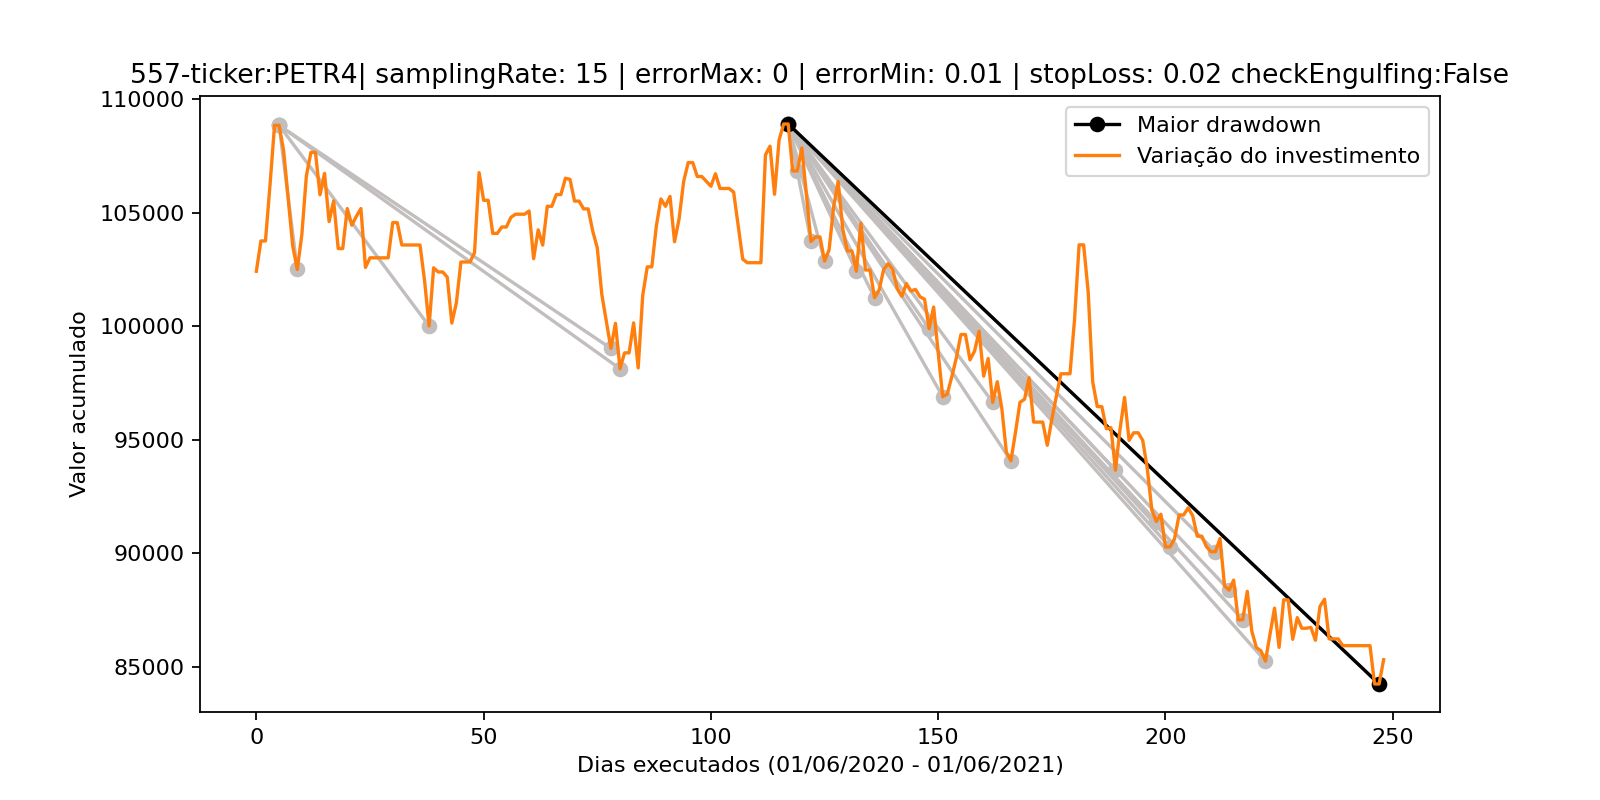 557-ticker:PETR4| samplingRate: 15 | errorMax: 0 | errorMin: 0.01 | stopLoss: 0.02 checkEngulfing:False
110000
105000
100000
95000
90000
85000
Valor acumulado
Maior drawdown
Variação do investimento
0 50 100 150 200 250
Dias executados (01/06/2020 - 01/06/2021)